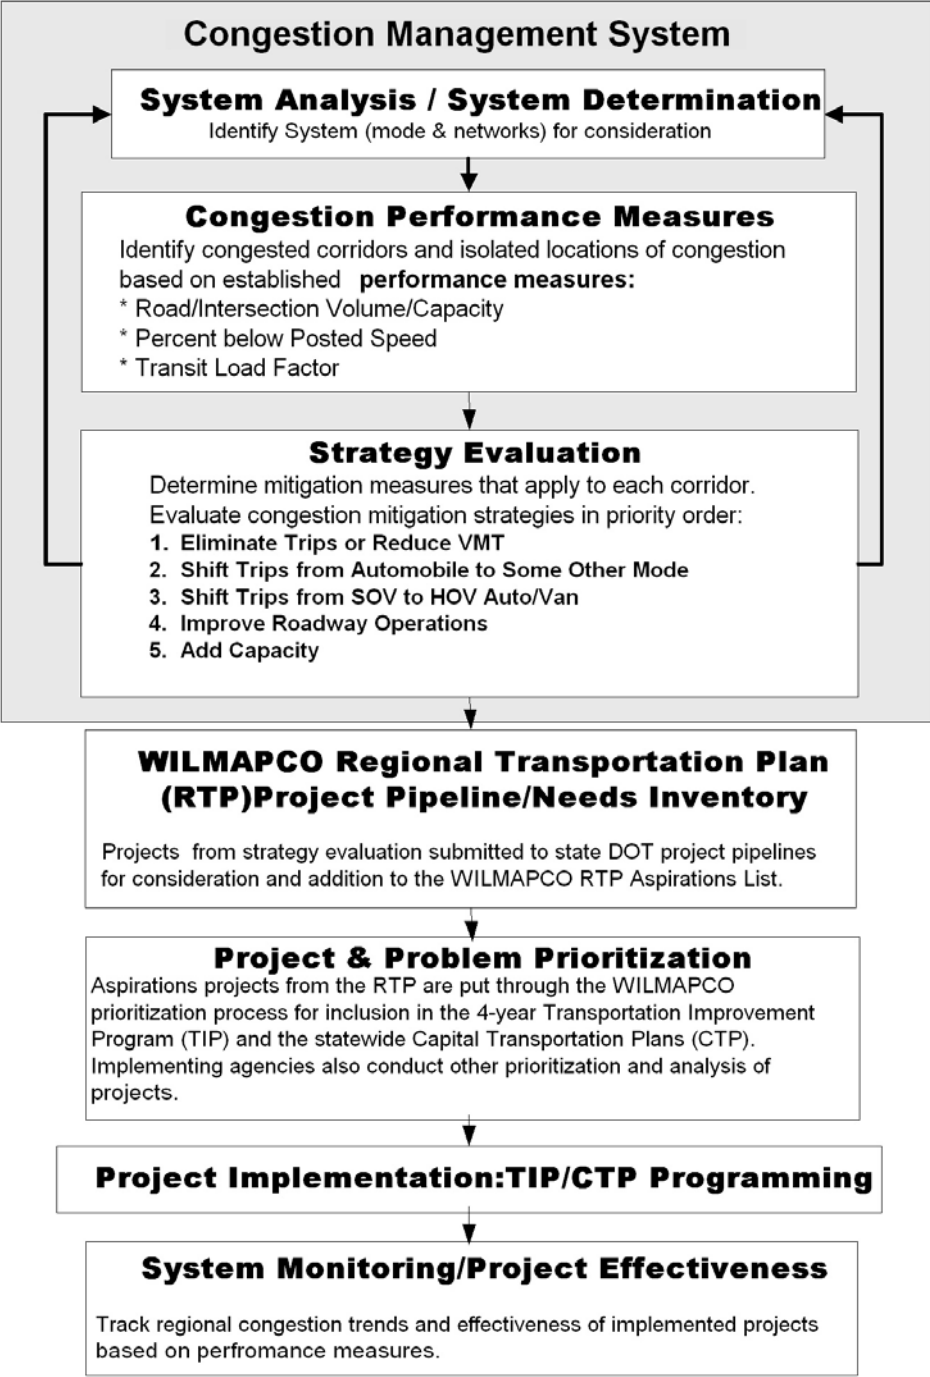 Congestion Management System
System Analysis / System Determination
Identify System (mode & networks) for consideration
Congestion Performance Measures
Identify congested corridors and isolated locations of congestion
based on established performance measures:
* Road/Intersection Volume/Capacity
* Percent below Posted Speed
* Transit Load Factor
Strategy Evaluation
Determine mitigation measures that apply to each corridor.
Evaluate congestion mitigation strategies in priority order:
1. Eliminate Trips or Reduce VMT
2. Shift Trips from Automobile to Some Other Mode
3. Shift Trips from SOV to HOV Auto/Van
4. Improve Roadway Operations
5. Add Capacity
WILMAPCO Regional Transportation Plan
(RTP)Project Pipeline/Needs Inventory
Projects from strategy evaluation submitted to state DOT project pipelines
for consideration and addition to the WILMAPCO RTP Aspirations List.
Project & Problem Prioritization
Aspirations projects from the RTP are put through the WILMAPCO
prioritization process for inclusion in the 4-year Transportation Improvement
Program (TIP) and the statewide Capital Transportation Plans (CTP).
Implementing agencies also conduct other prioritization and analysis of
projects.
Project Implementation:TIP/CTP Programming
System Monitoring/Project Effectiveness
Track regional congestion trends and effectiveness of implemented projects
based on perfromance measures.